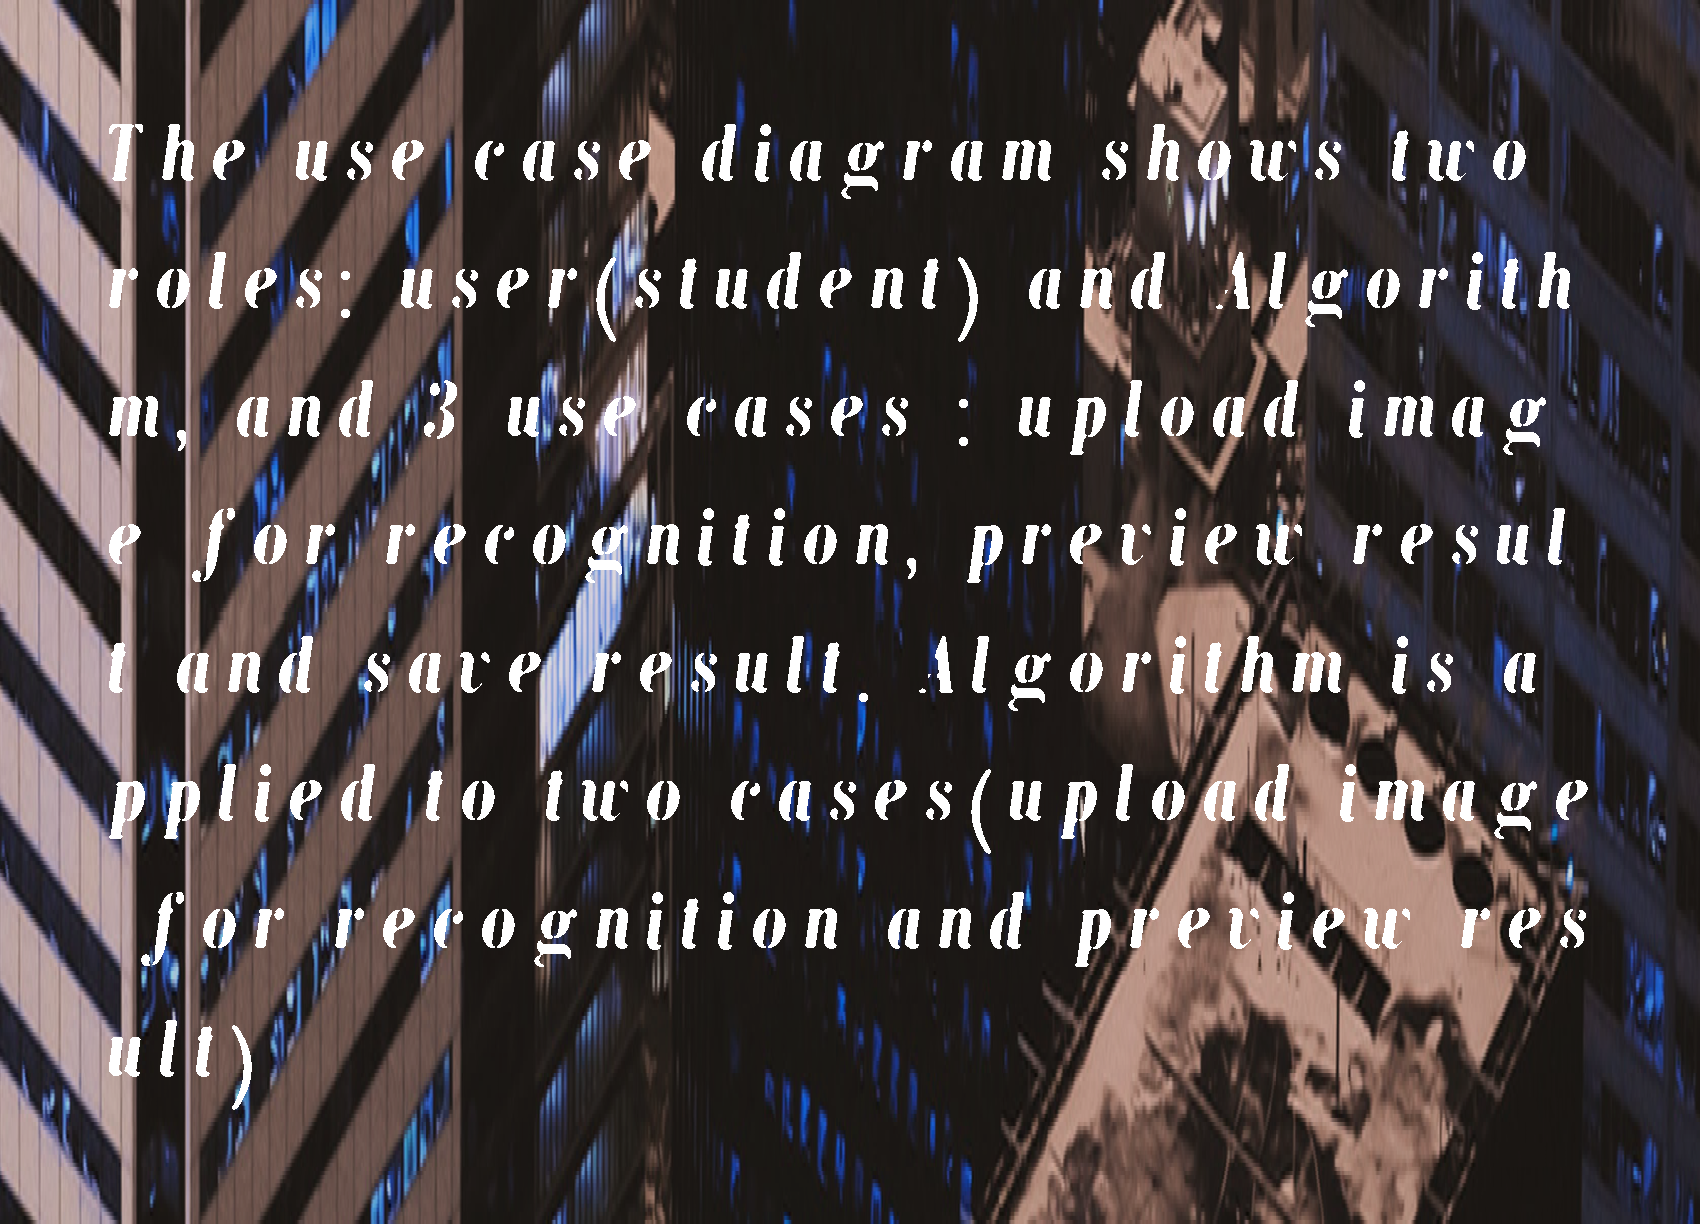 The use case diagram shows two
roles: user(student) and Algorith
m, and 3 use cases : upload imag
e for recognition, preview resul
t and save result. Algorithm is a
pplied to two cases(upload image
 for recognition and preview res
ult)